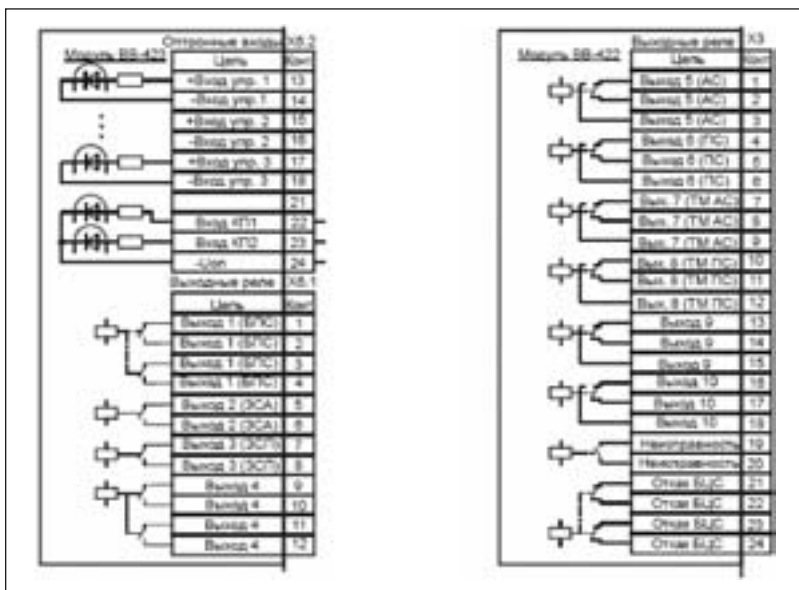 Модуль ВВ-423
Оптронные входы X6.2
Цепь Конт
+Вход упр. 1 13
-Вход упр.1 14
+Вход упр. 2 15
-Вход упр. 2 16
+Вход упр. 3 17
-Вход упр. 3 18
21
Вход КП1 22
Вход КП2 23
-Uоп 24
Выходные реле X6.1
Цепь Конт
Выход 1 (БПС) 1
Выход 1 (БПС) 2
Выход 1 (БПС) 3
Выход 1 (БПС) 4
Выход 2 (ЗСА) 5
Выход 2 (ЗСА) 6
Выход 3 (ЗСП) 7
Выход 3 (ЗСП) 8
Выход 4 9
Выход 4 10
Выход 4 11
Выход 4 12
Модуль ВВ-422
Выходные реле X3
Цепь Конт
Выход 5 (АС) 1
Выход 5 (АС) 2
Выход 5 (АС) 3
Выход 6 (ПС) 4
Выход 6 (ПС) 5
Выход 6 (ПС) 6
Вых. 7 (ТМ АС) 7
Вых. 7 (ТМ АС) 8
Вых. 7 (ТМ АС) 9
Вых. 8 (ТМ ПС) 10
Вых. 8 (ТМ ПС) 11
Вых. 8 (ТМ ПС) 12
Выход 9 13
Выход 9 14
Выход 9 15
Выход 10 16
Выход 10 17
Выход 10 18
Неисправность 19
Неисправность 20
Отказ БЦС 21
Отказ БЦС 22
Отказ БЦС 23
Отказ БЦС 24